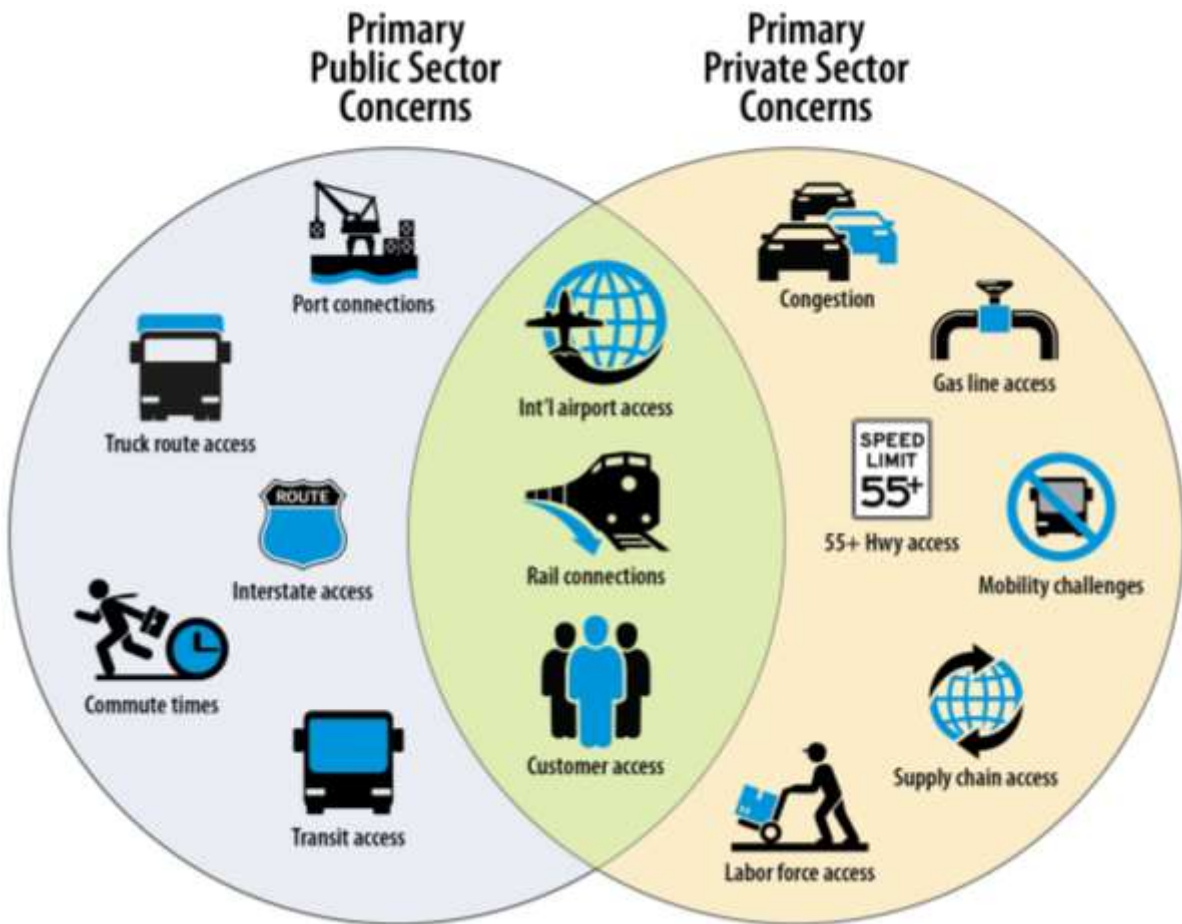 Primary
Public Sector
Concerns
Primary
Private Sector
Concerns
Port connections
Truck route access
ROUTE
Interstate access
Commute times
Transit access
Int'l airport access
Rail connections
Customer access
Congestion
Gas line access
SPEED
LIMIT
55+
55+ Hwy access
Mobility challenges
Supply chain access
Labor force access